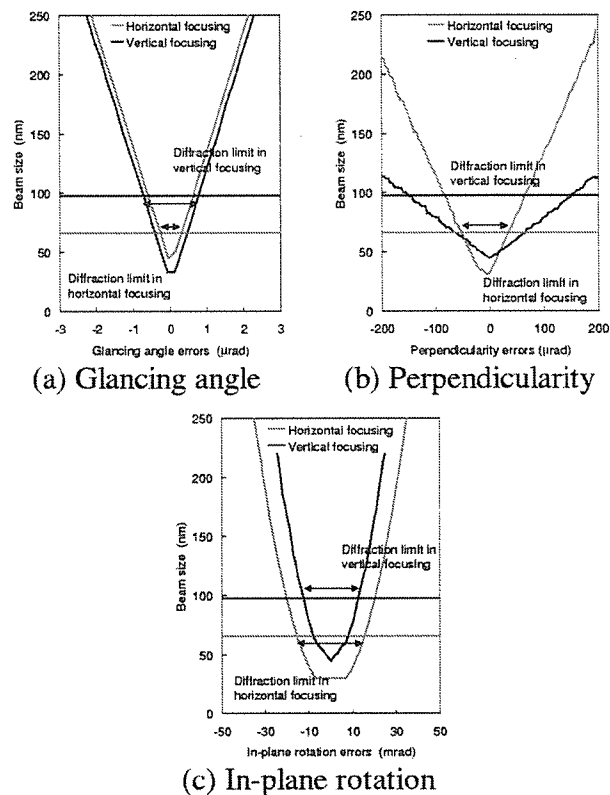 Horizontal focusing
Vertical focusing
250
200
150
100
50
0
Beam size (nm)
Diffraction limit in
vertical focusing
Diffraction limit in
horizontal focusing
-3 -2 -1 0 1 2 3
Glancing angle errors (µrad)
(a) Glancing angle
Horizontal focusing
Vertical focusing
250
200
150
100
50
0
Beam size (nm)
Diffraction limit in
vertical focusing
Diffraction limit in
horizontal focusing
-200 -100 0 100 200
Perpendicularity errors (µrad)
(b) Perpendicularity
Horizontal focusing
Vertical focusing
250
200
150
100
50
0
Beam size (nm)
Diffraction limit in
vertical focusing
Diffraction limit in
horizontal focusing
-50 -30 -10 10 30 50
In-plane rotation errors (mrad)
(c) In-plane rotation